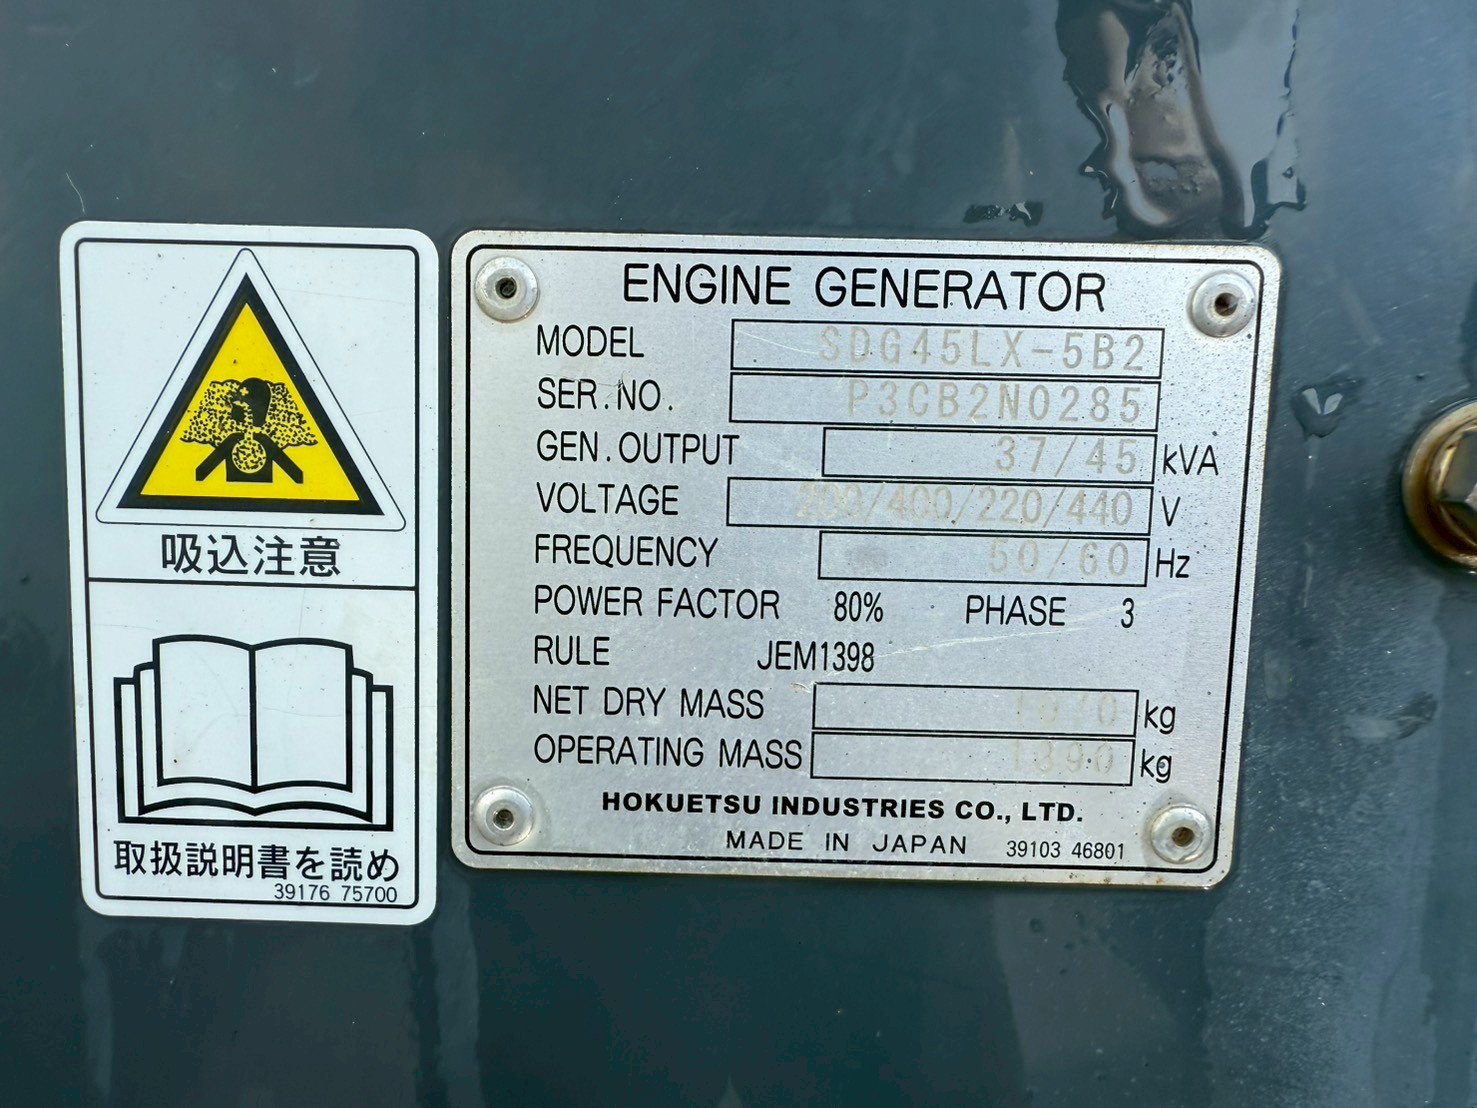 吸込注意
取扱説明書を読め
39176 75700
ENGINE GENERATOR
MODEL SDG45LX-5B2
SER.NO. P3CB2N0285
GEN.OUTPUT 37/45 kVA
VOLTAGE 200/400/220/440 V
FREQUENCY 50/60 Hz
POWER FACTOR 80% PHASE 3
RULE JEM1398
NET DRY MASS kg
OPERATING MASS 1390 kg
HOKUETSU INDUSTRIES CO., LTD.
MADE IN JAPAN 39103 46801